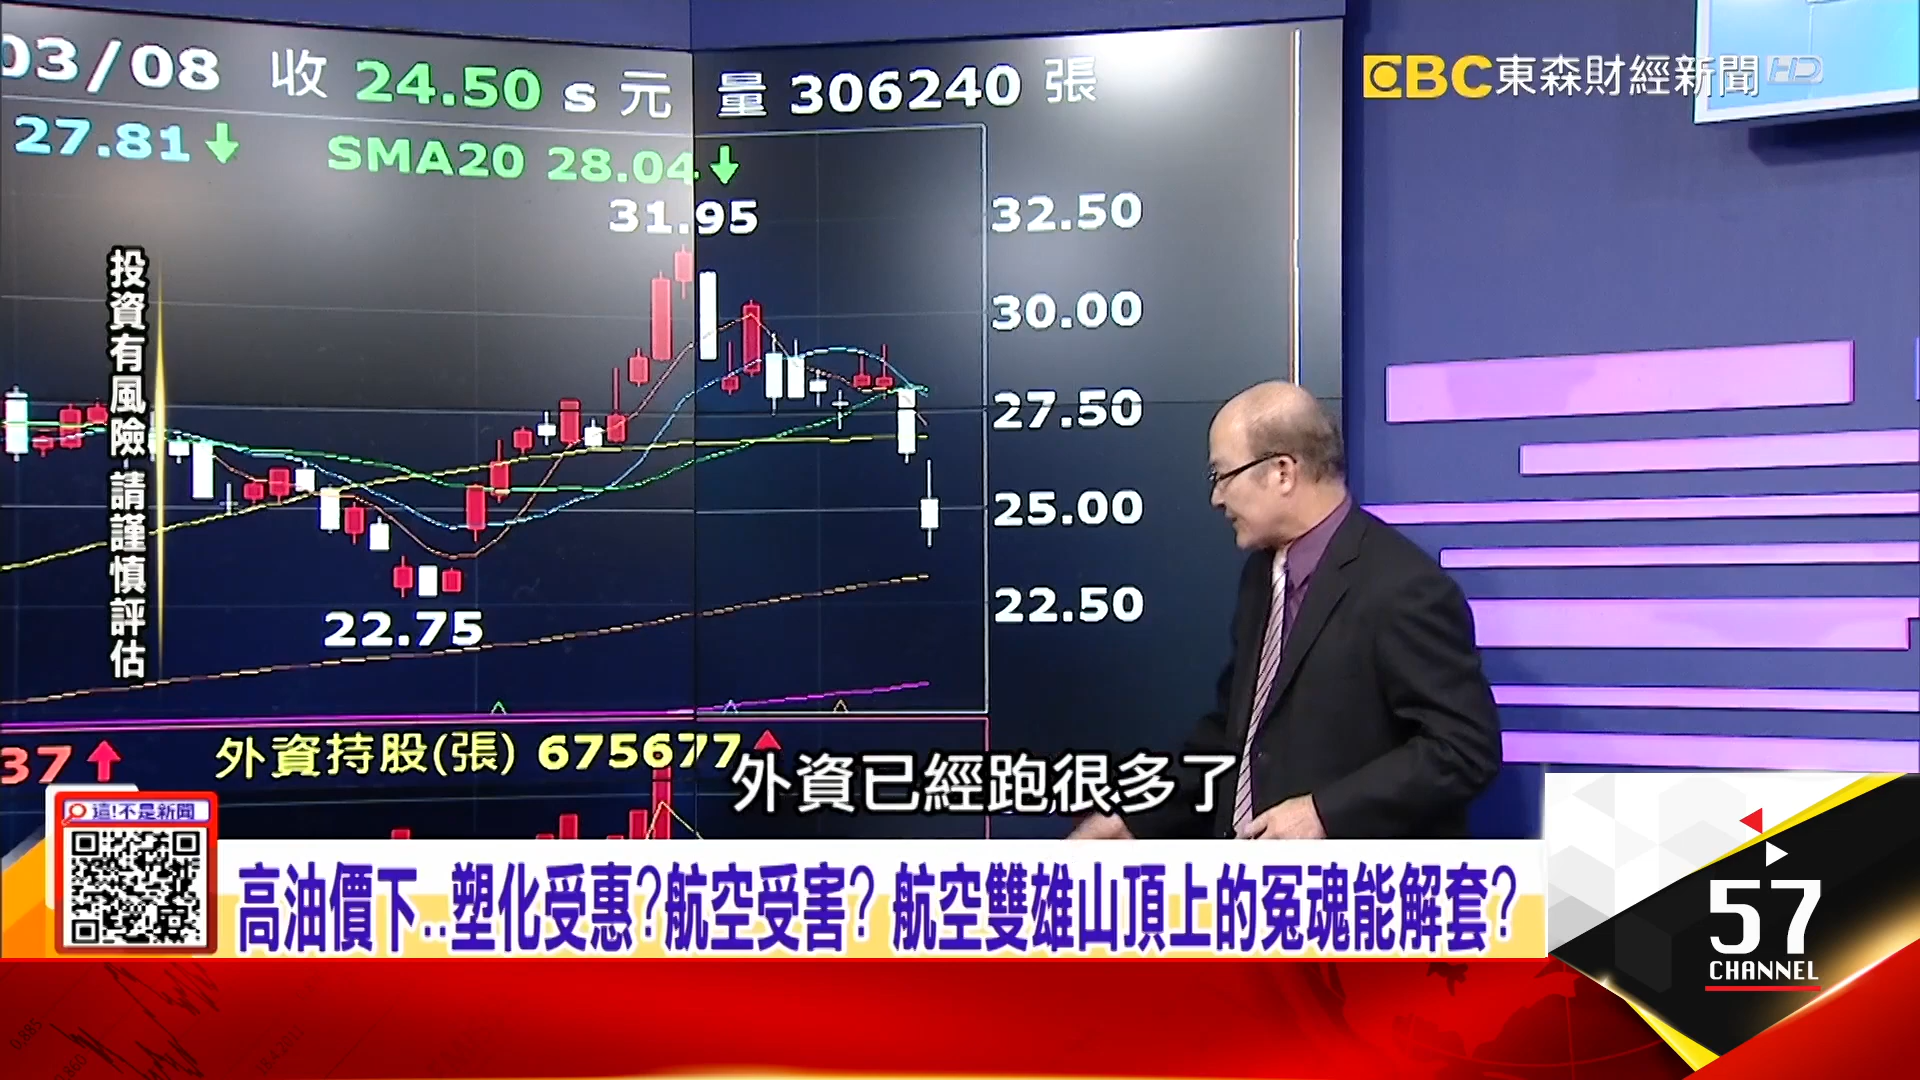 03/08 收 24.50 s 元 量 306240 張
EBC 東森財經新聞 HD
27.81↓ SMA20 28.04↓
31.95
32.50
30.00
27.50
25.00
22.50
22.75
投資有風險 請謹慎評估
37↑ 外資持股(張) 675677↑
外資已經跑很多了
這!不是新聞
高油價下..塑化受惠?航空受害? 航空雙雄山頂上的冤魂能解套?
57
CHANNEL